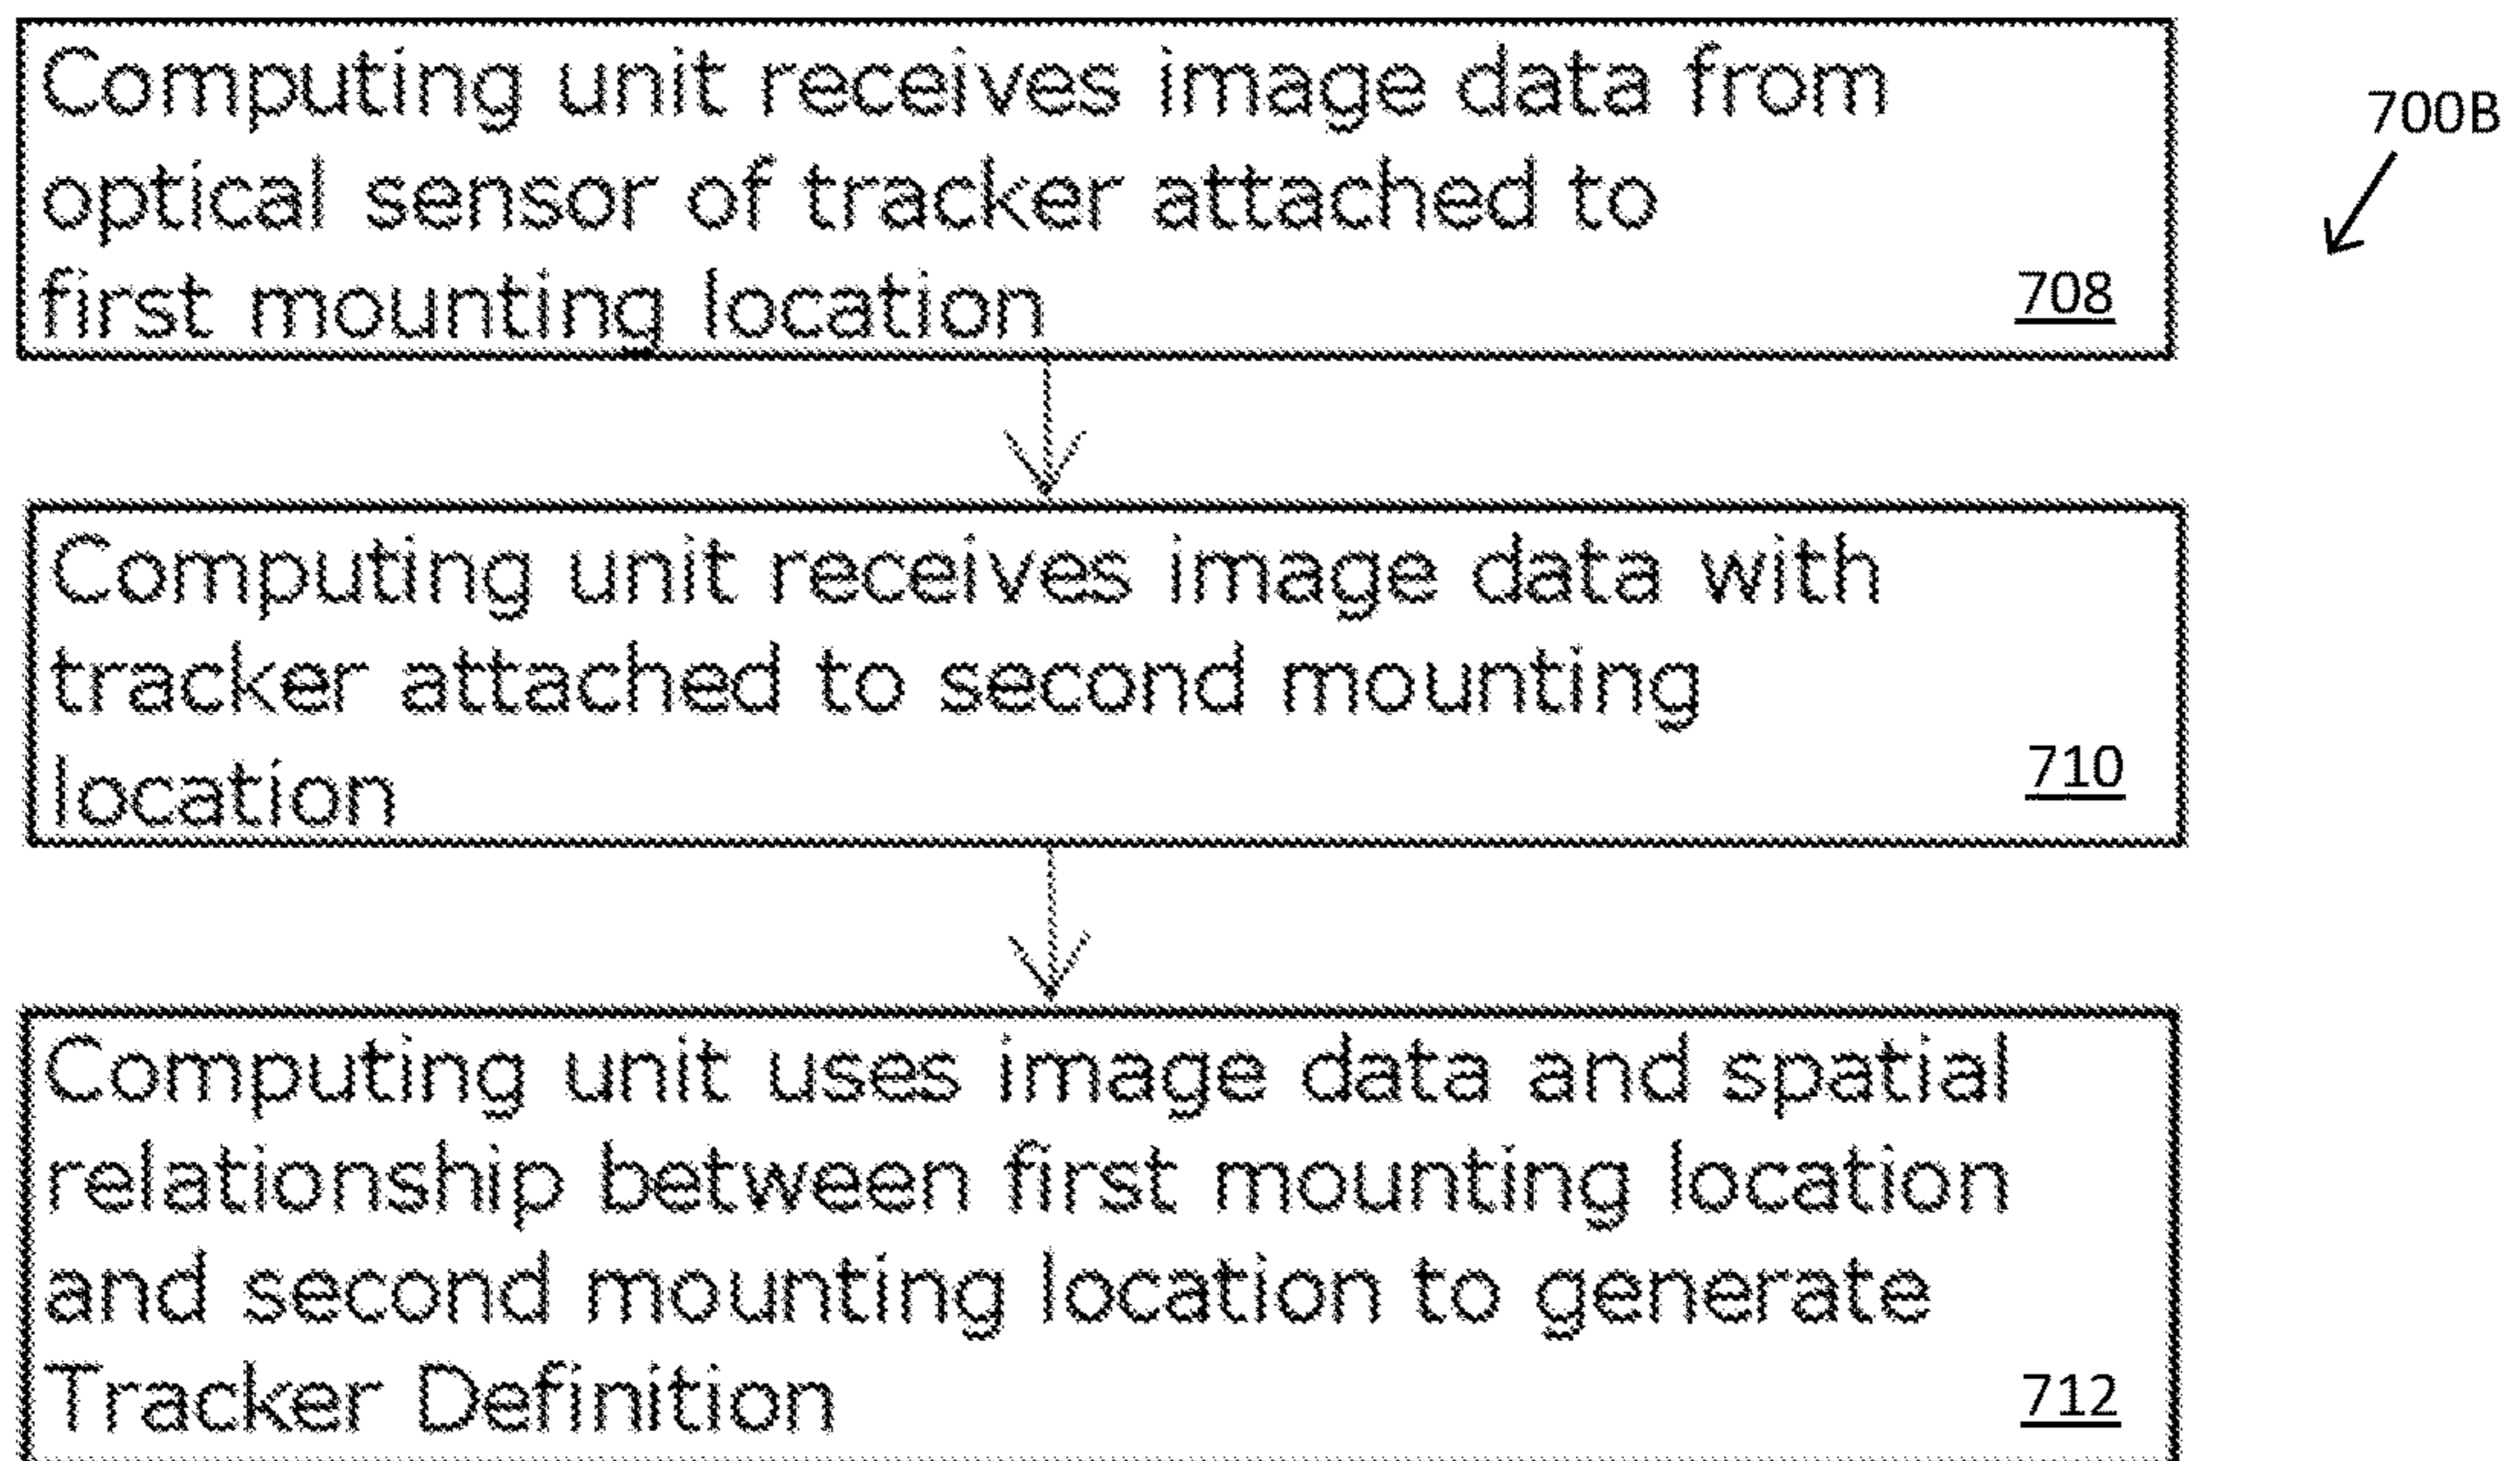 Computing unit receives image data from
optical sensor of tracker attached to
first mounting location
708
700B
Computing unit receives image data with
tracker attached to second mounting
location
710
Computing unit uses image data and spatial
relationship between first mounting location
and second mounting location to generate
Tracker Definition
712